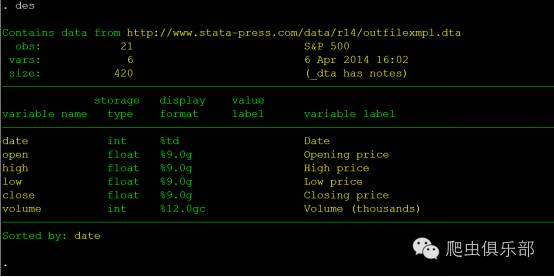 . des
Contains data from http://www.stata-press.com/data/r14/outfilexmpl.dta
obs: 21 S&P 500
vars: 6 6 Apr 2014 16:02
size: 420 (_dta has notes)
storage display value
variable name type format label variable label
date int %td Date
open float %9.0g Opening price
high float %9.0g High price
low float %9.0g Low price
close float %9.0g Closing price
volume int %12.0gc Volume (thousands)
Sorted by: date
爬虫俱乐部
.